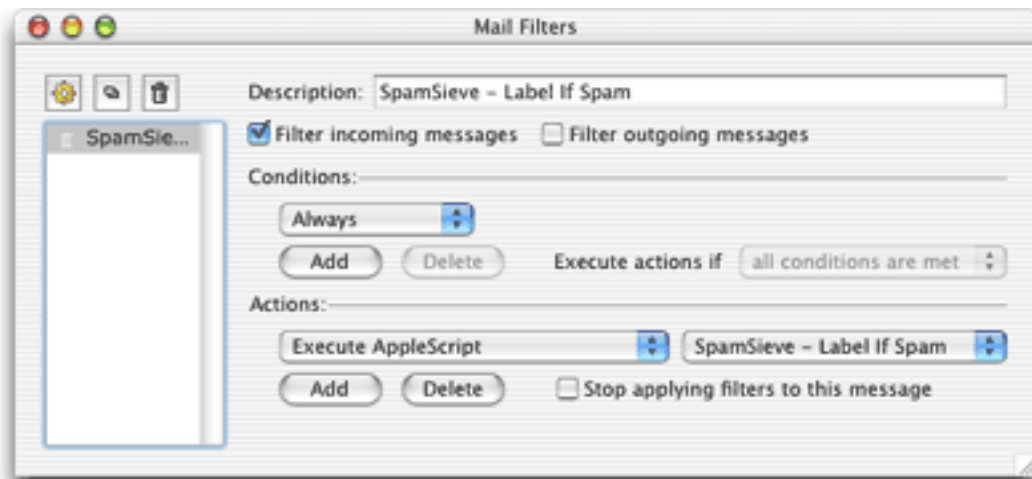 Mail Filters
Description: SpamSieve – Label If Spam
SpamSie...
Filter incoming messages Filter outgoing messages
Conditions:
Always
Add Delete Execute actions if all conditions are met
Actions:
Execute AppleScript SpamSieve – Label If Spam
Add Delete Stop applying filters to this message